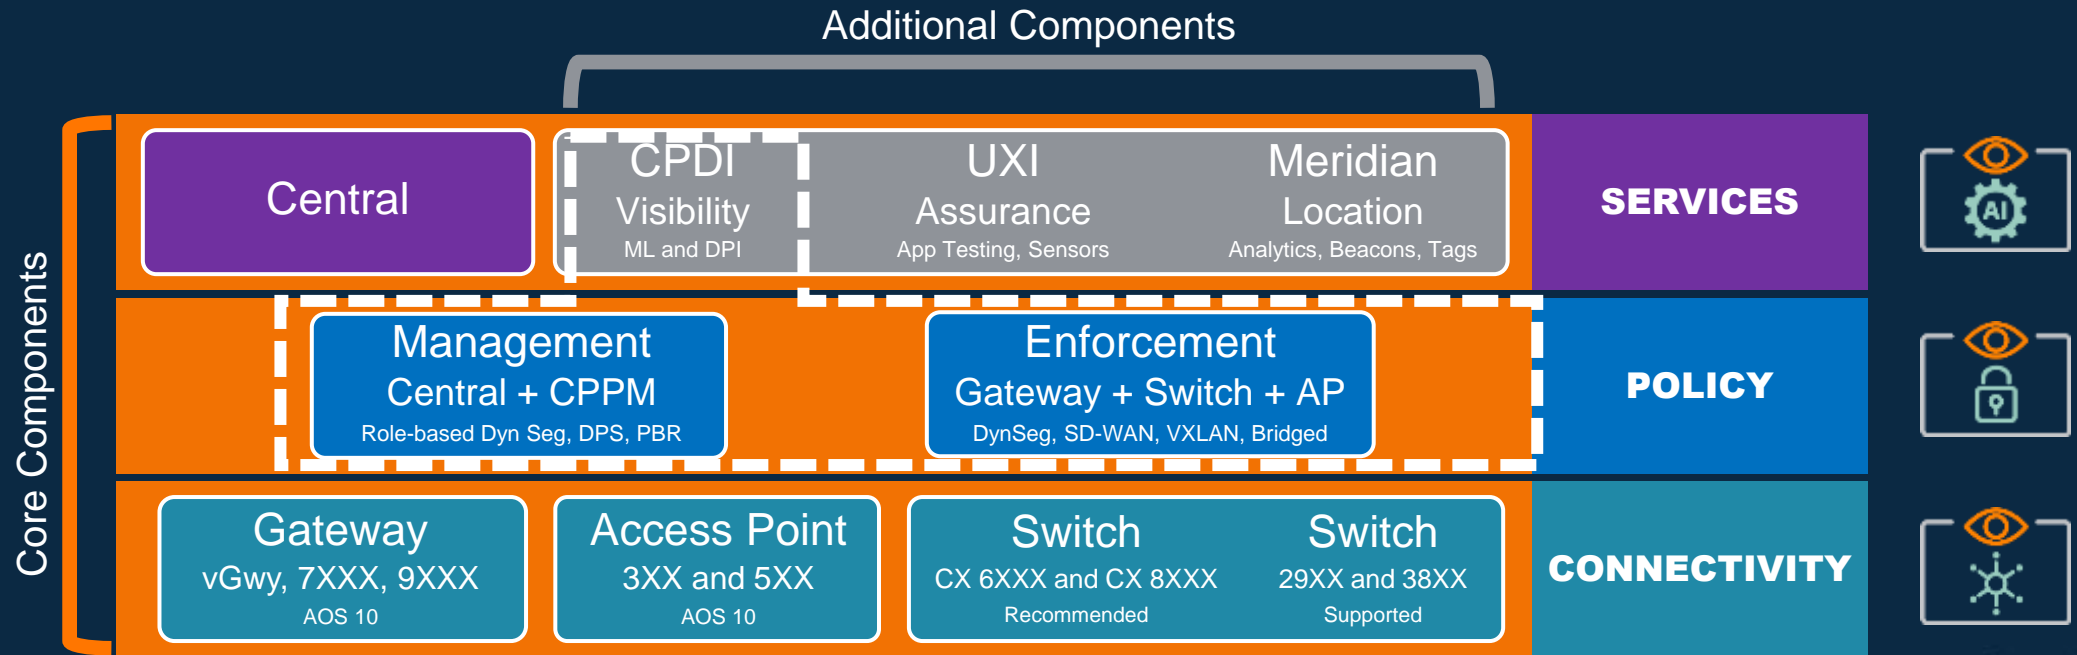 Additional Components
Core Components
Central
CPDI
Visibility
ML and DPI
UXI
Assurance
App Testing, Sensors
Meridian
Location
Analytics, Beacons, Tags
SERVICES
AI
Management
Central + CPPM
Role-based Dyn Seg, DPS, PBR
Enforcement
Gateway + Switch + AP
DynSeg, SD-WAN, VXLAN, Bridged
POLICY
Gateway
vGwy, 7XXX, 9XXX
AOS 10
Access Point
3XX and 5XX
AOS 10
Switch
CX 6XXX and CX 8XXX
Recommended
Switch
29XX and 38XX
Supported
CONNECTIVITY